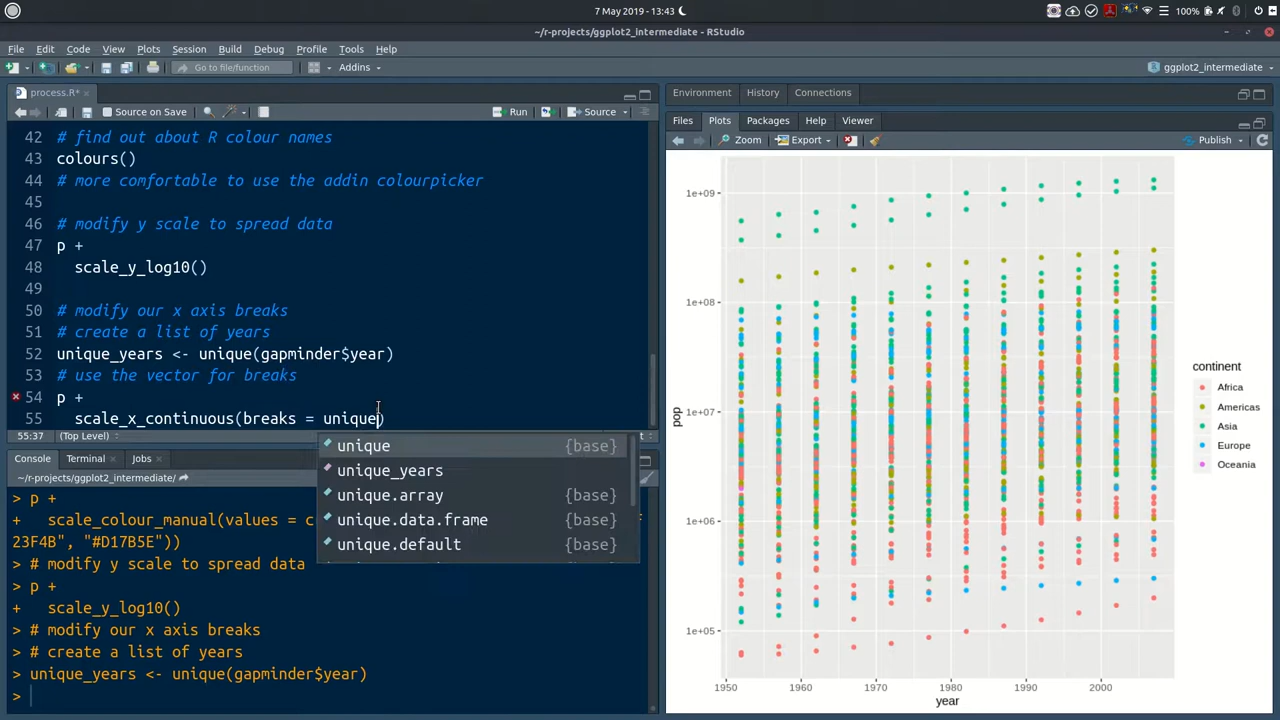 7 May 2019 - 13:43
100%
~/r-projects/ggplot2_intermediate - RStudio
File Edit Code View Plots Session Build Debug Profile Tools Help
Go to file/function
Addins
ggplot2_intermediate
process.R*
Source on Save
Run
Source
42 # find out about R colour names
43 colours()
44 # more comfortable to use the addin colourpicker
45
46 # modify y scale to spread data
47 p +
48 scale_y_log10()
49
50 # modify our x axis breaks
51 # create a list of years
52 unique_years <- unique(gapminder$year)
53 # use the vector for breaks
54 p +
55 scale_x_continuous(breaks = unique)
55:37 (Top Level)
unique {base}
unique_years
unique.array {base}
unique.data.frame {base}
unique.default {base}
Console Terminal Jobs
~/r-projects/ggplot2_intermediate/
> p +
+ scale_colour_manual(values = c
23F4B", "#D17B5E"))
> # modify y scale to spread data
> p +
+ scale_y_log10()
> # modify our x axis breaks
> # create a list of years
> unique_years <- unique(gapminder$year)
>
Environment History Connections
Files Plots Packages Help Viewer
Zoom Export Publish
1e+09
1e+08
1e+07
1e+06
1e+05
pop
1950 1960 1970 1980 1990 2000
year
continent
Africa
Americas
Asia
Europe
Oceania